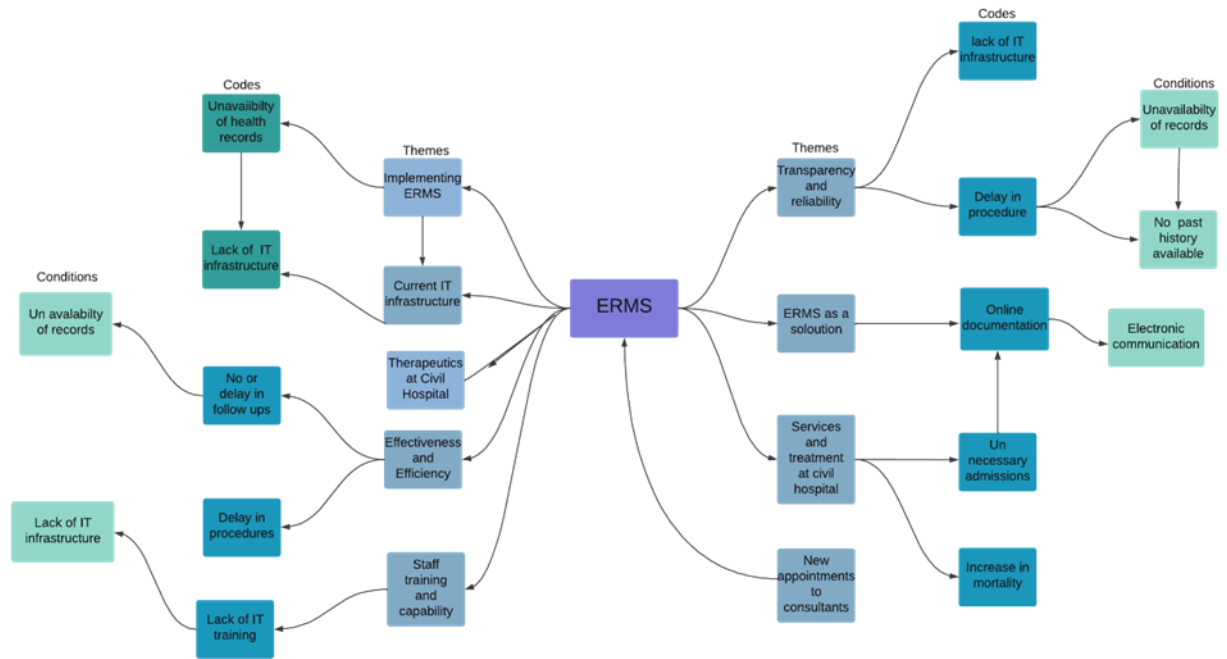 Codes
Unavaiibilty
of health
records
Lack of IT
infrastructure
Themes
Implementing
ERMS
Current IT
infrastructure
Therapeutics
at Civil
Hospital
Conditions
Un avalabilty
of records
No or
delay in
follow ups
Effectiveness
and
Efficiency
Delay in
procedures
Lack of IT
infrastructure
Staff
training
and
capability
Lack of IT
training
ERMS
Codes
lack of IT
infrastructure
Conditions
Unavailabilty
of records
Themes
Transparency
and
reliability
Delay in
procedure
No past
history
available
ERMS as a
soloution
Online
documentation
Electronic
communication
Services
and
treatment
at civil
hospital
Un
necessary
admissions
New
appointments
to
consultants
Increase in
mortality